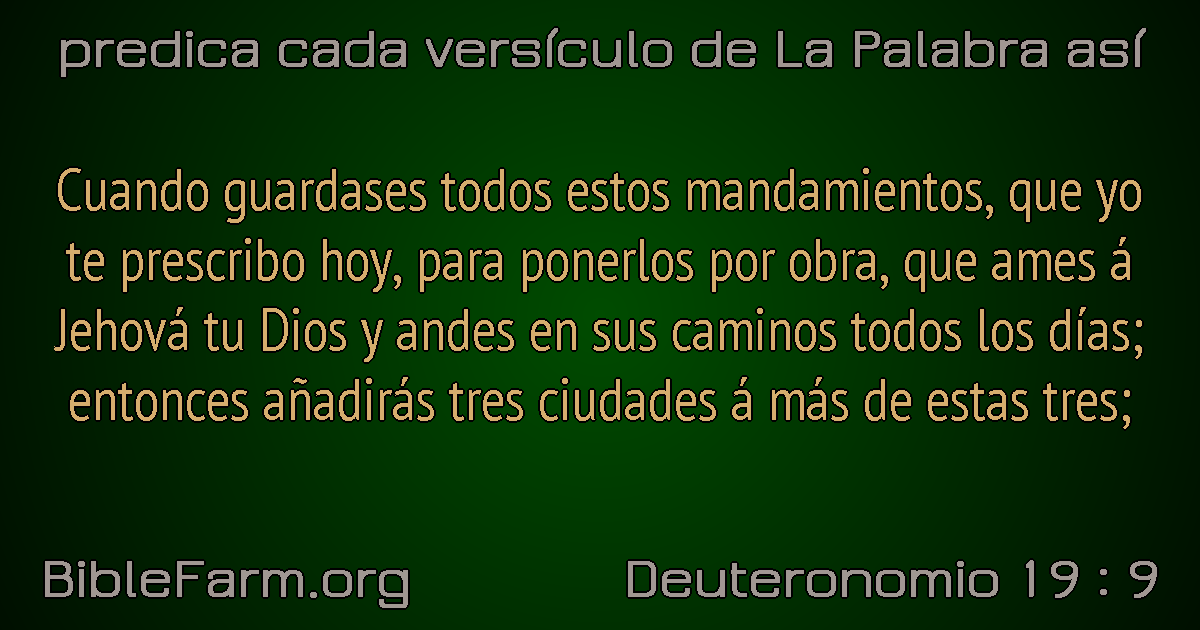 predica cada versículo de La Palabra así
Cuando guardases todos estos mandamientos, que yo
te prescribo hoy, para ponerlos por obra, que ames á
Jehová tu Dios y andes en sus caminos todos los días;
entonces añadirás tres ciudades á más de estas tres;
BibleFarm.org
Deuteronomio 19 : 9